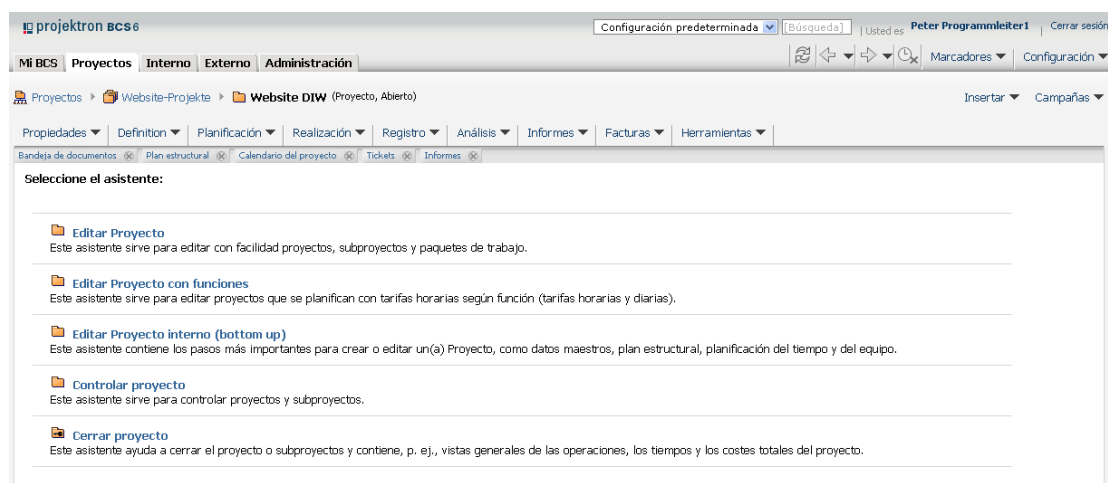 projektron BCS6 Configuración predeterminada [Búsqueda] | Usted es Peter Programmleiter1 | Cerrar sesión
Mi BCS Proyectos Interno Externo Administración Marcadores Configuración
Proyectos Website-Projekte Website DIW (Proyecto, Abierto) Insertar Campañas
Propiedades Definition Planificación Realización Registro Análisis Informes Facturas Herramientas
Bandeja de documentos Plan estructural Calendario del proyecto Tickets Informes
Seleccione el asistente:
Editar Proyecto
Este asistente sirve para editar con facilidad proyectos, subproyectos y paquetes de trabajo.
Editar Proyecto con funciones
Este asistente sirve para editar proyectos que se planifican con tarifas horarias según función (tarifas horarias y diarias).
Editar Proyecto interno (bottom up)
Este asistente contiene los pasos más importantes para crear o editar un(a) Proyecto, como datos maestros, plan estructural, planificación del tiempo y del equipo.
Controlar proyecto
Este asistente sirve para controlar proyectos y subproyectos.
Cerrar proyecto
Este asistente ayuda a cerrar el proyecto o subproyectos y contiene, p. ej., vistas generales de las operaciones, los tiempos y los costes totales del proyecto.